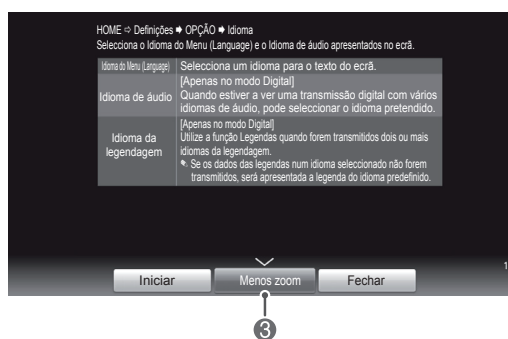 HOME ⇨ Definições ➡ OPÇÃO ➡ Idioma
Selecciona o Idioma do Menu (Language) e o Idioma de áudio apresentados no ecrã.
Idioma do Menu (Language)
Selecciona um idioma para o texto do ecrã.
Idioma de áudio
[Apenas no modo Digital]
Quando estiver a ver uma transmissão digital com vários
idiomas de áudio, pode seleccionar o idioma pretendido.
Idioma da
legendagem
[Apenas no modo Digital]
Utilize a função Legendas quando forem transmitidos dois ou mais
idiomas da legendagem.
Se os dados das legendas num idioma seleccionado não forem
transmitidos, será apresentada a legenda do idioma predefinido.
1
Iniciar
Menos zoom
Fechar
3